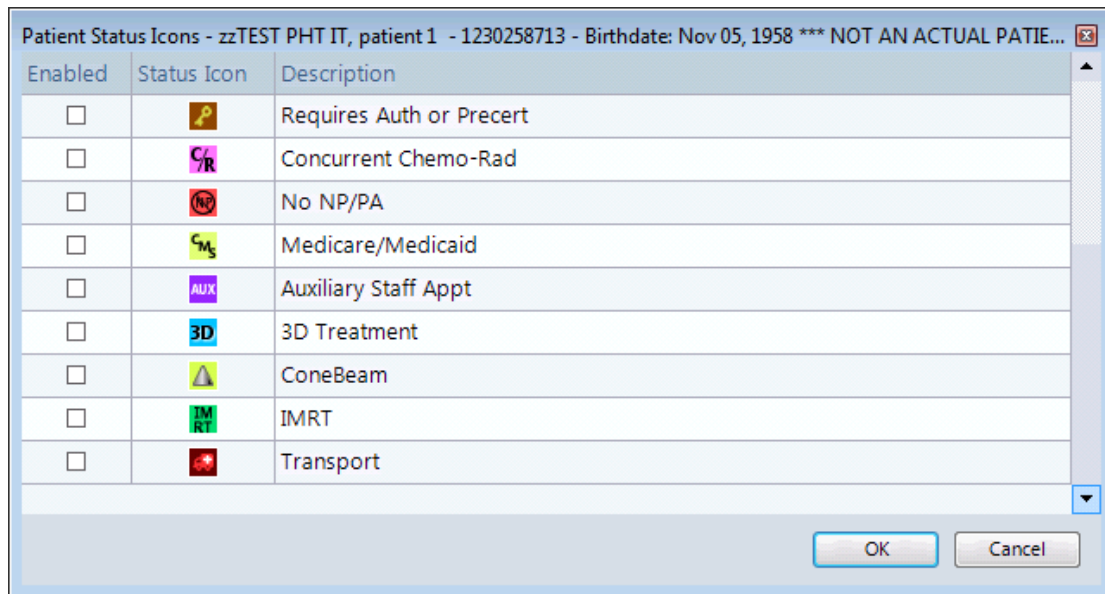 Patient Status Icons - zzTEST PHT IT, patient 1 - 1230258713 - Birthdate: Nov 05, 1958 *** NOT AN ACTUAL PATIE...
Enabled Status Icon Description
Requires Auth or Precert
C/R Concurrent Chemo-Rad
NP No NP/PA
CMS Medicare/Medicaid
AUX Auxiliary Staff Appt
3D 3D Treatment
ConeBeam
IM
RT IMRT
Transport
OK Cancel